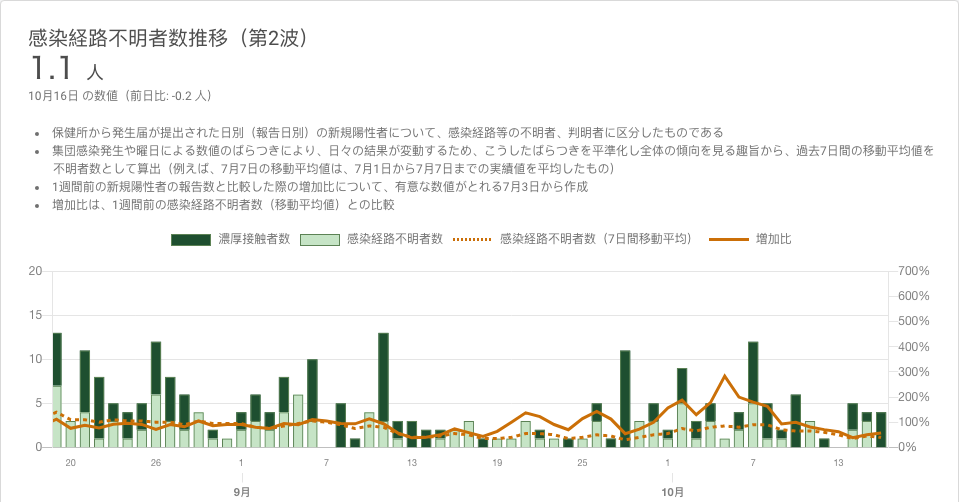 感染経路不明者数推移（第2波）
1.1 人
10月16日 の数値（前日比: -0.2 人）
• 保健所から発生届が提出された日別（報告日別）の新規陽性者について、感染経路等の不明者、判明者に区分したものである
• 集団感染発生や曜日による数値のばらつきにより、日々の結果が変動するため、こうしたばらつきを平準化し全体の傾向を見る趣旨から、過去7日間の移動平均値を
不明者数として算出（例えば、7月7日の移動平均値は、7月1日から7月7日までの実績値を平均したもの）
• 1週間前の新規陽性者の報告数と比較した際の増加比について、有意な数値がとれる7月3日から作成
• 増加比は、1週間前の感染経路不明者数（移動平均値）との比較
濃厚接触者数 感染経路不明者数 感染経路不明者数（7日間移動平均） 増加比
20 700%
600%
15 500%
400%
10 300%
200%
5 100%
0 0%
20 26 1 7 13 19 25 1 7 13
9月 10月